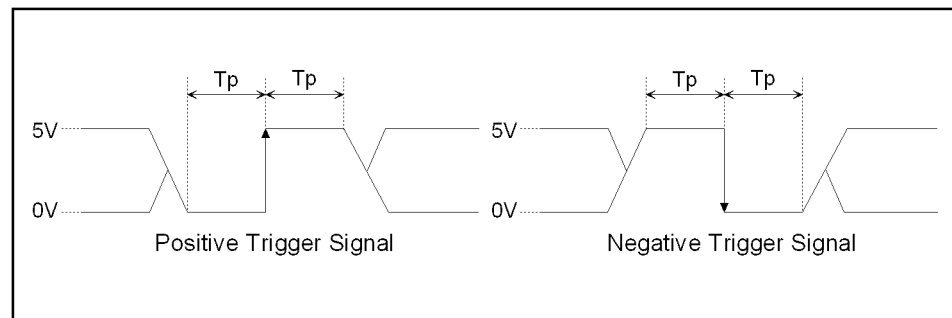 Tp Tp Tp Tp
5V 5V
0V 0V
Positive Trigger Signal Negative Trigger Signal